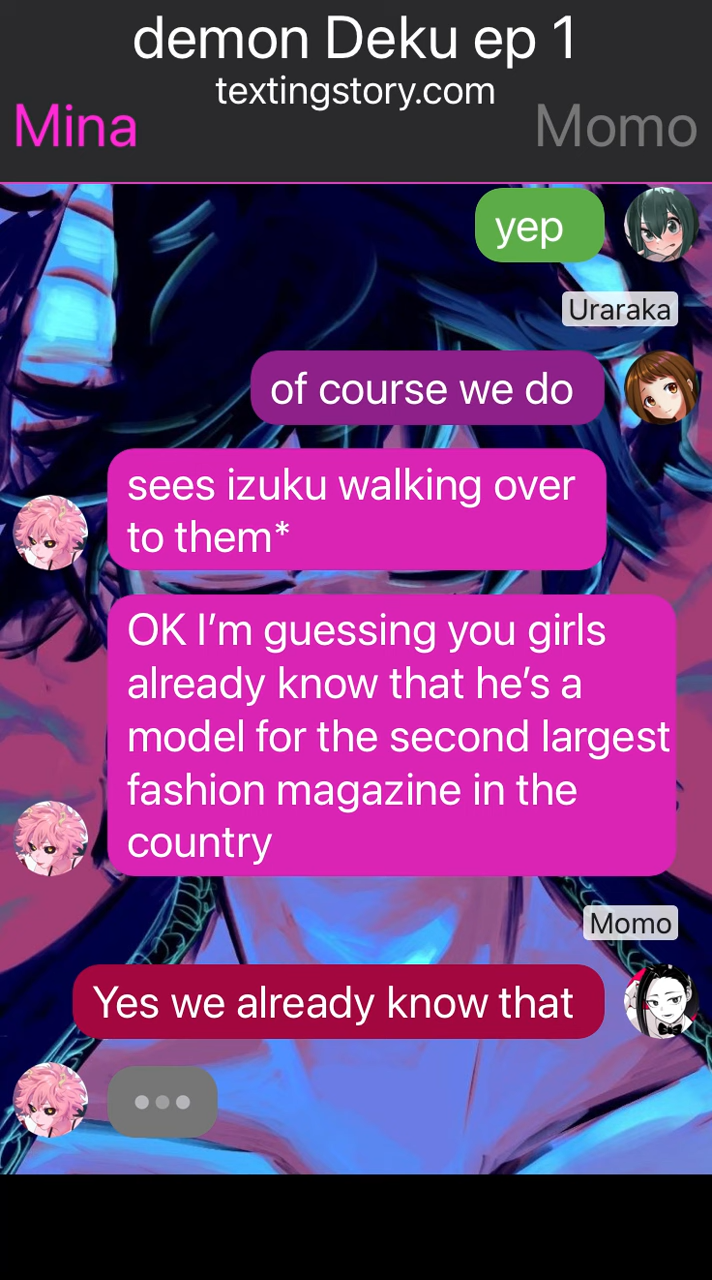 demon Deku ep 1
textingstory.com
Mina
Momo
yep
Uraraka
of course we do
sees izuku walking over
to them*
OK I’m guessing you girls
already know that he’s a
model for the second largest
fashion magazine in the
country
Momo
Yes we already know that